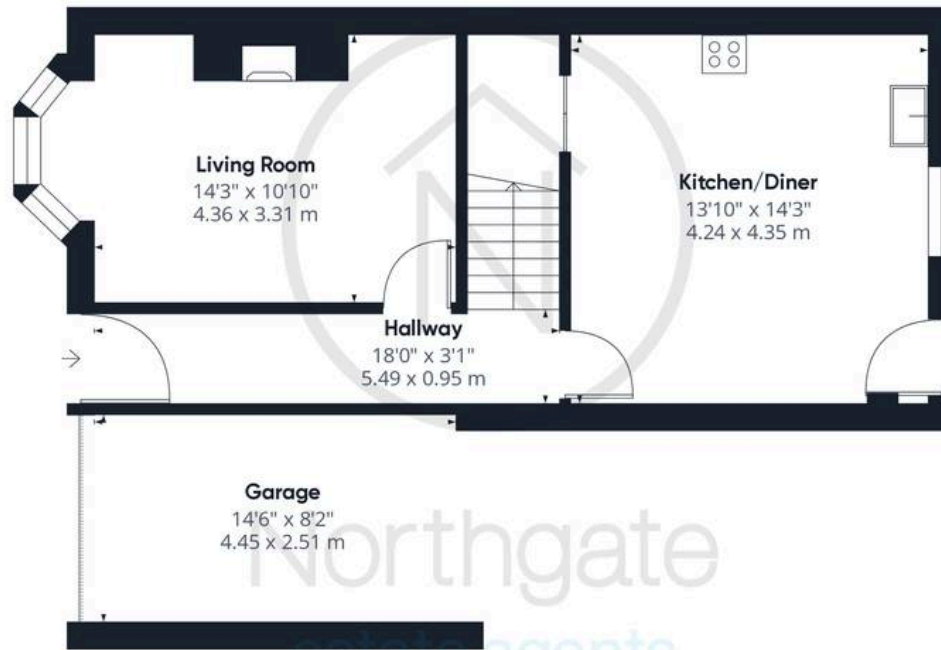 Living Room
14'3" x 10'10"
4.36 x 3.31 m
Kitchen/Diner
13'10" x 14'3"
4.24 x 4.35 m
Hallway
18'0" x 3'1"
5.49 x 0.95 m
Garage
14'6" x 8'2"
4.45 x 2.51 m
Northgate
estate agents